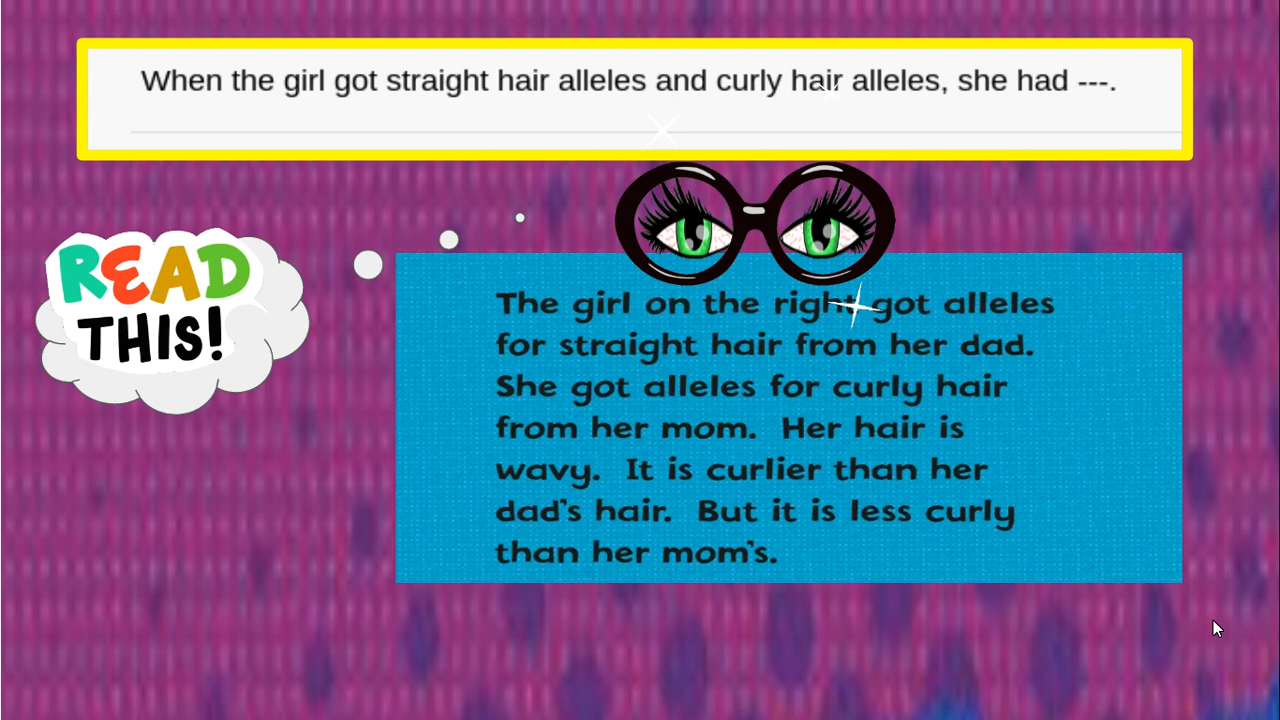 When the girl got straight hair alleles and curly hair alleles, she had ---.
READ
THIS!
The girl on the right got alleles
for straight hair from her dad.
She got alleles for curly hair
from her mom.  Her hair is
wavy.  It is curlier than her
dad's hair.  But it is less curly
than her mom's.